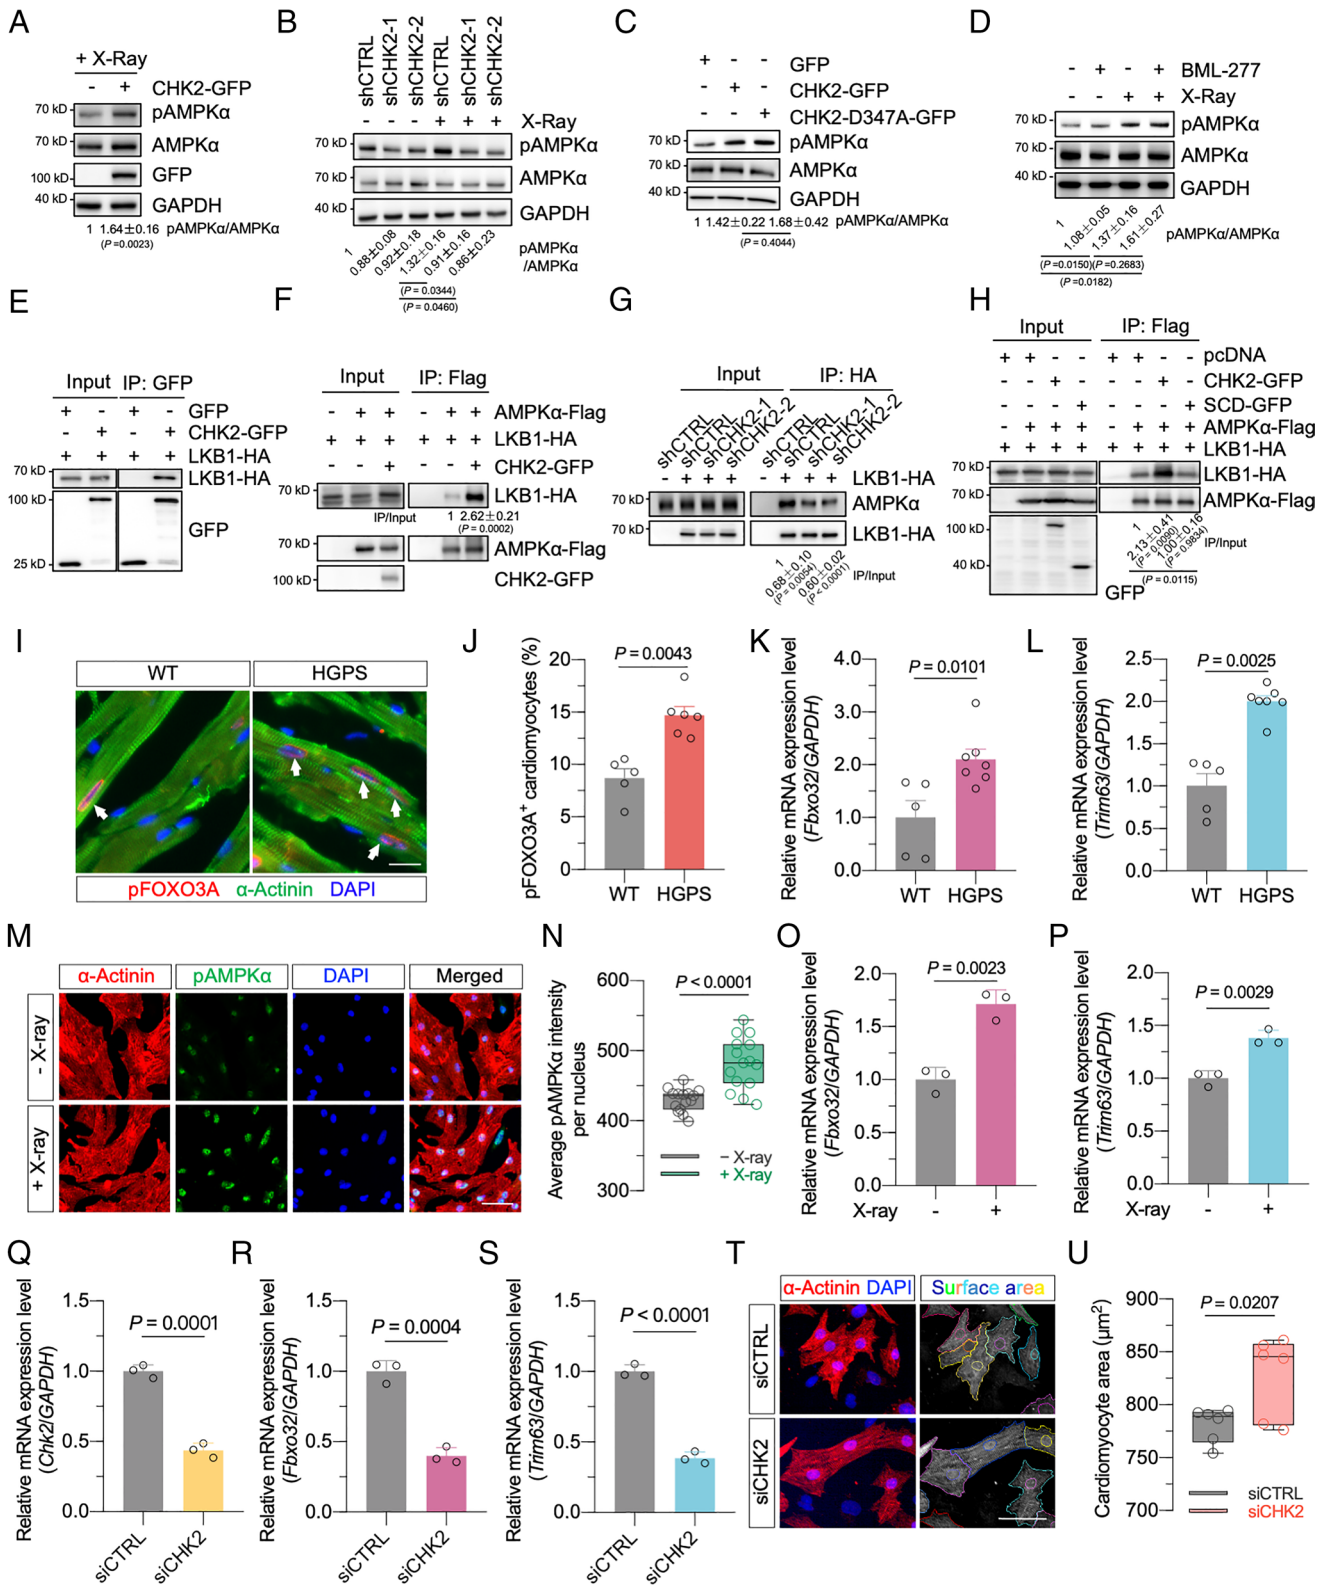 A
+ X-Ray
- + CHK2-GFP
70 kD pAMPKα
70 kD AMPKα
100 kD GFP
40 kD GAPDH
1 1.64±0.16 pAMPKα/AMPKα
(P=0.0023)
B
shCTRL shCHK2-1 shCHK2-2 shCTRL shCHK2-1 shCHK2-2
- - - + + + X-Ray
70 kD pAMPKα
70 kD AMPKα
40 kD GAPDH
1 0.88±0.08 0.92±0.18 1.32±0.16 0.91±0.16 0.86±0.23
pAMPKα
/AMPKα
(P = 0.0344)
(P = 0.0460)
C
+ - - GFP
- + - CHK2-GFP
- - + CHK2-D347A-GFP
70 kD pAMPKα
70 kD AMPKα
40 kD GAPDH
1 1.42±0.22 1.68±0.42 pAMPKα/AMPKα
(P = 0.4044)
D
- + - + BML-277
- - + + X-Ray
70 kD pAMPKα
70 kD AMPKα
40 kD GAPDH
1 1.08±0.05 1.37±0.16 1.61±0.27 pAMPKα/AMPKα
(P=0.0150) (P=0.2683)
(P=0.0182)
E
Input IP: GFP
+ - + - GFP
- + - + CHK2-GFP
+ + + + LKB1-HA
70 kD LKB1-HA
100 kD
GFP
25 kD
F
Input IP: Flag
- + + - + + AMPKα-Flag
+ + + + + + LKB1-HA
- - + - - + CHK2-GFP
70 kD LKB1-HA
IP/Input 1 2.62±0.21
(P = 0.0002)
70 kD AMPKα-Flag
100 kD CHK2-GFP
G
Input IP: HA
shCTRL shCTRL shCHK2-1 shCHK2-2 shCTRL shCTRL shCHK2-1 shCHK2-2
- + + + - + + + LKB1-HA
70 kD AMPKα
70 kD LKB1-HA
1 0.68±0.10 (P=0.0054) 0.60±0.02 (P<0.0001) IP/Input
H
Input IP: Flag
+ + - - + + - - pcDNA
- - + - - - + - CHK2-GFP
- - - + - - - + SCD-GFP
- + + + - + + + AMPKα-Flag
+ + + + + + + + LKB1-HA
70 kD LKB1-HA
70 kD AMPKα-Flag
100 kD
40 kD
GFP
1 2.13±0.41 (P=0.0090) 1.00±0.16 (P=0.9834) IP/Input
(P=0.0115)
I
WT HGPS
pFOXO3A α-Actinin DAPI
J
pFOXO3A+ cardiomyocytes (%)
P = 0.0043
20
15
10
5
0
WT HGPS
K
Relative mRNA expression level
(Fbxo32/GAPDH)
P = 0.0101
4.0
3.0
2.0
1.0
0.0
WT HGPS
L
Relative mRNA expression level
(Trim63/GAPDH)
P = 0.0025
2.5
2.0
1.5
1.0
0.5
0.0
WT HGPS
M
α-Actinin pAMPKα DAPI Merged
- X-ray
+ X-ray
N
Average pAMPKα intensity
per nucleus
P < 0.0001
600
500
400
300
− X-ray
+ X-ray
O
Relative mRNA expression level
(Fbxo32/GAPDH)
P = 0.0023
2.0
1.5
1.0
0.5
0.0
X-ray - +
P
Relative mRNA expression level
(Trim63/GAPDH)
P = 0.0029
2.0
1.5
1.0
0.5
0.0
X-ray - +
Q
Relative mRNA expression level
(Chk2/GAPDH)
P = 0.0001
1.5
1.0
0.5
0.0
siCTRL siCHK2
R
Relative mRNA expression level
(Fbxo32/GAPDH)
P = 0.0004
1.5
1.0
0.5
0.0
siCTRL siCHK2
S
Relative mRNA expression level
(Trim63/GAPDH)
P < 0.0001
1.5
1.0
0.5
0.0
siCTRL siCHK2
T
α-Actinin DAPI Surface area
siCTRL
siCHK2
U
Cardiomyocyte area (μm2)
P = 0.0207
900
850
800
750
700
siCTRL
siCHK2